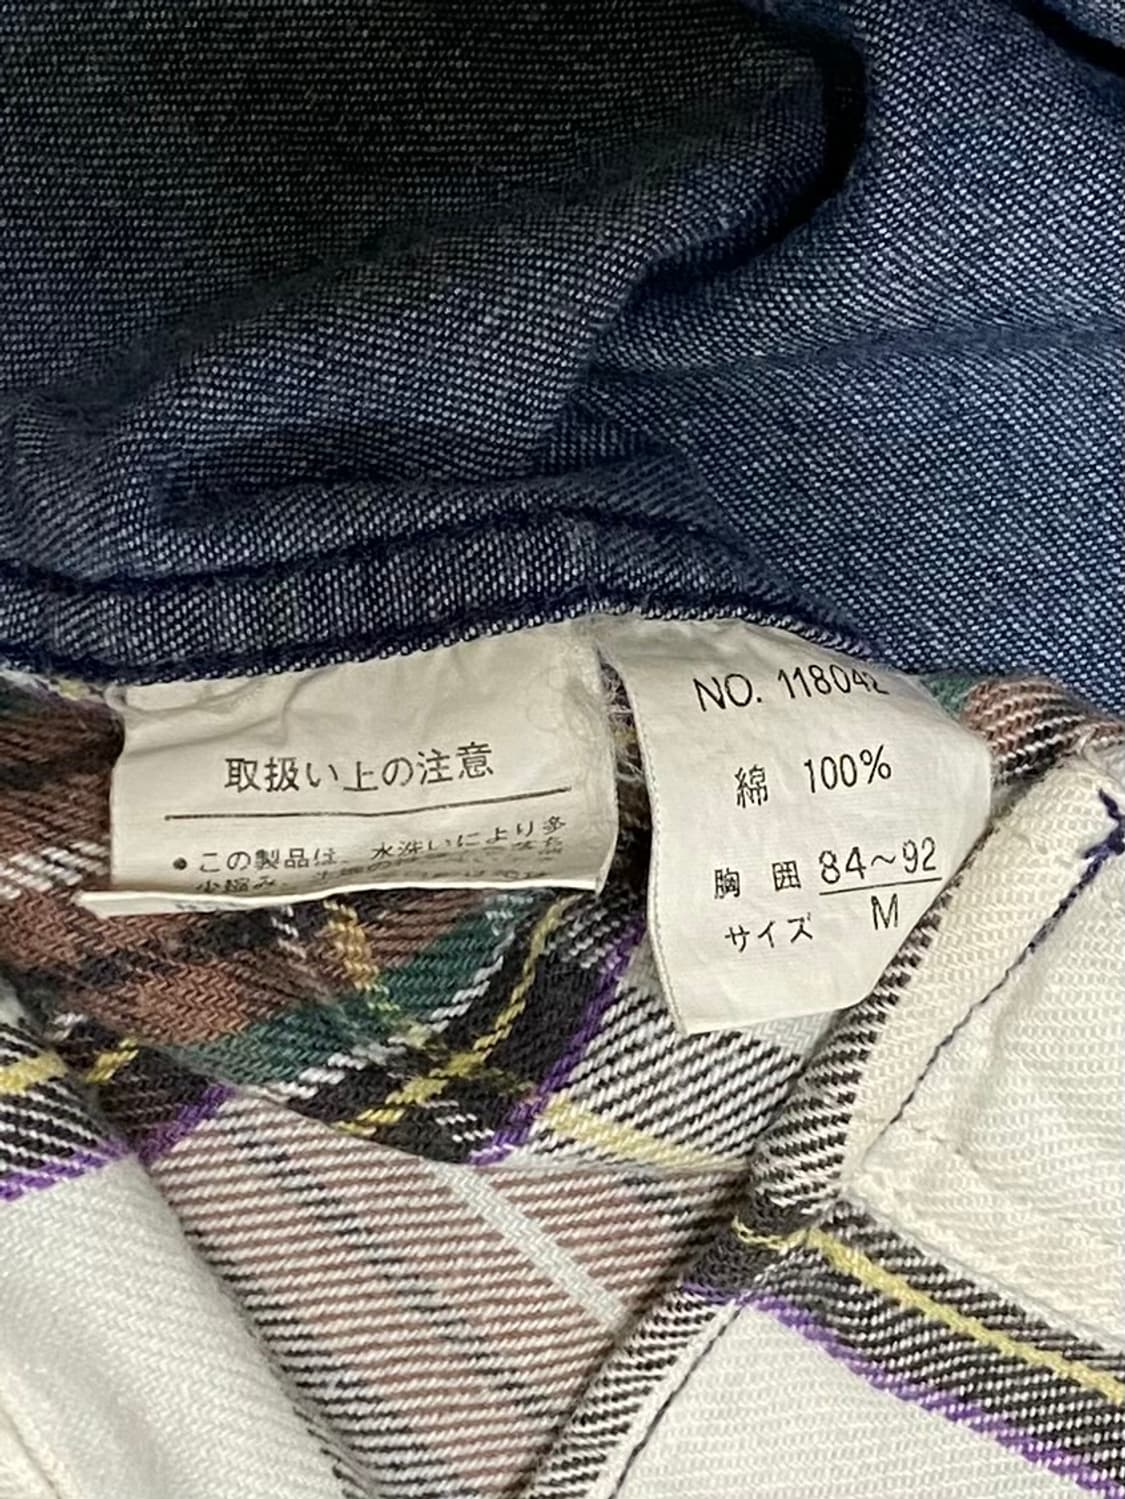 取扱い上の注意
●この製品は、水洗いにより多
NO. 118042
綿 100%
胸 囲 84~92
サイズ M